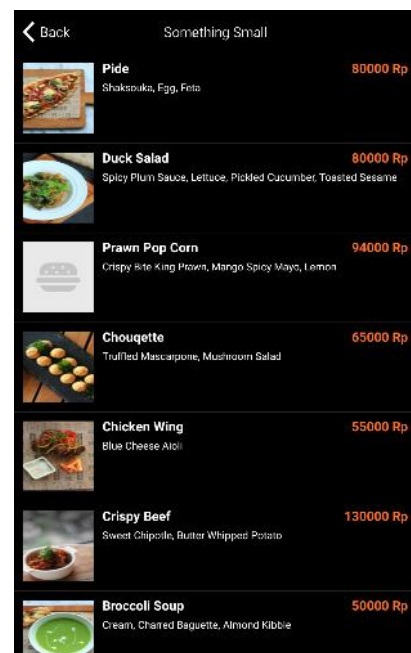 Back
Something Small
Pide 80000 Rp
Shaksouka, Egg, Feta
Duck Salad 80000 Rp
Spicy Plum Sauce, Lettuce, Pickled Cucumber, Toasted Sesame
Prawn Pop Corn 94000 Rp
Crispy Bite King Prawn, Mango Spicy Mayo, Lemon
Chouqette 65000 Rp
Truffled Mascarpone, Mushroom Salad
Chicken Wing 55000 Rp
Blue Cheese Aioli
Crispy Beef 130000 Rp
Sweet Chipotle, Butter Whipped Potato
Broccoli Soup 50000 Rp
Cream, Charred Baguette, Almond Kibble